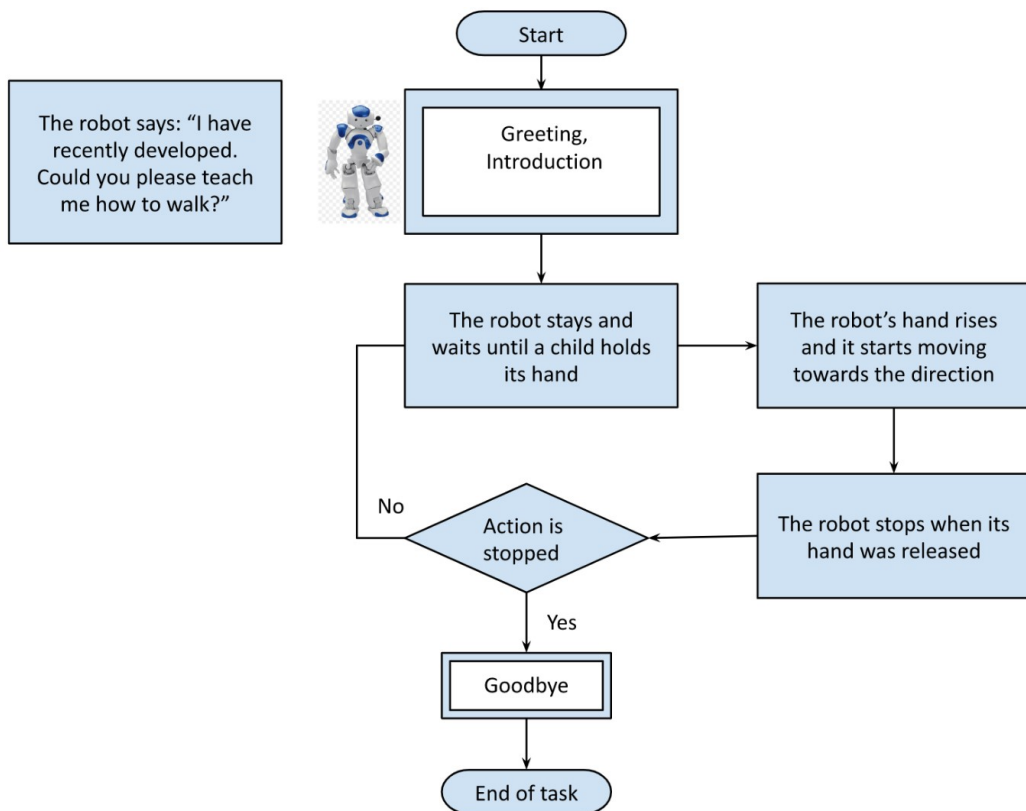 Start
The robot says: “I have
recently developed.
Could you please teach
me how to walk?”
Greeting,
Introduction
The robot stays and
waits until a child holds
its hand
The robot’s hand rises
and it starts moving
towards the direction
No
Action is
stopped
The robot stops when its
hand was released
Yes
Goodbye
End of task